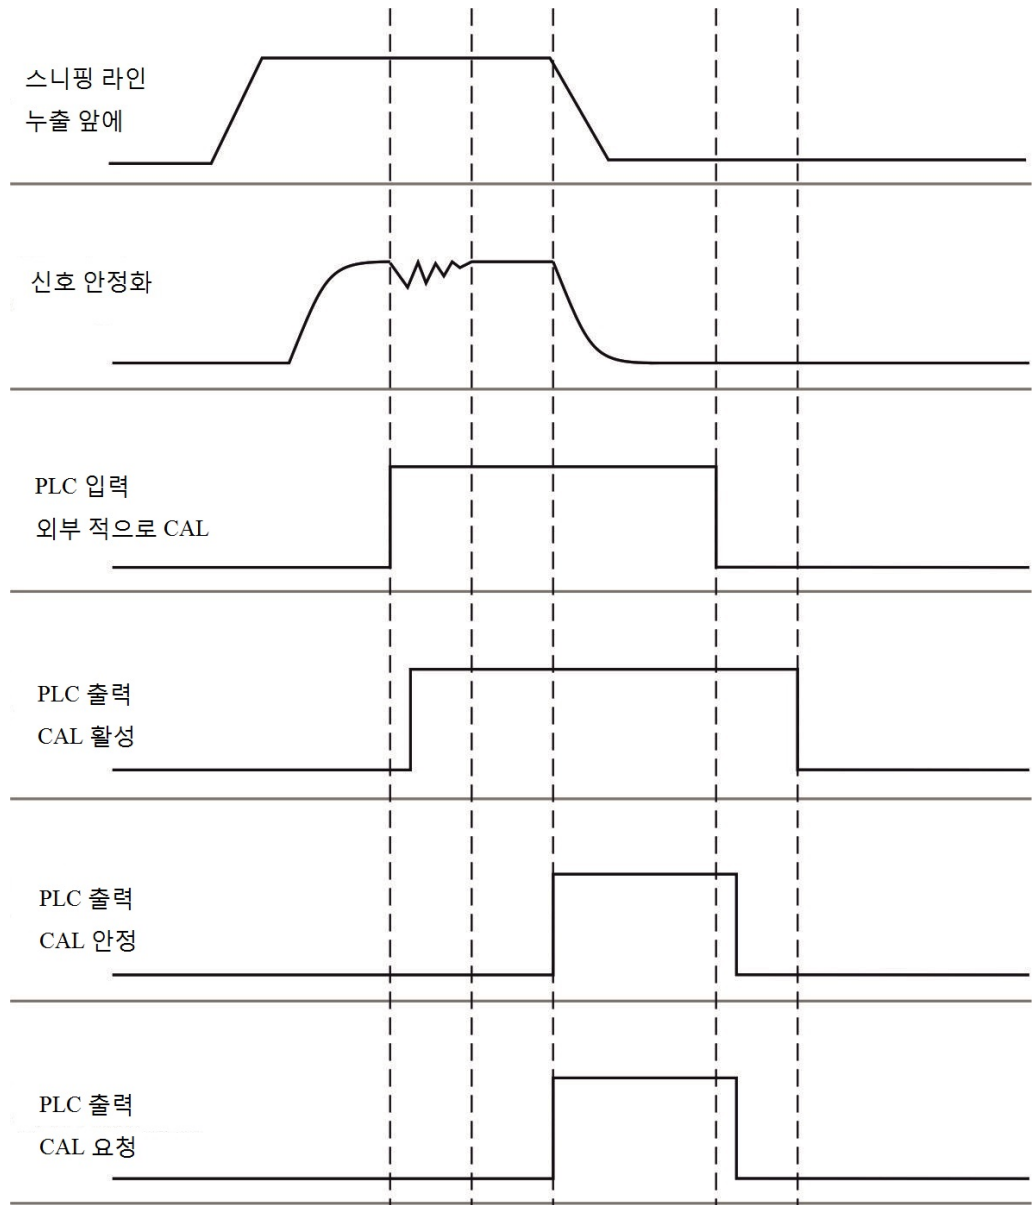 스니핑 라인
누출 앞에
신호 안정화
PLC 입력
외부 적으로 CAL
PLC 출력
CAL 활성
PLC 출력
CAL 안정
PLC 출력
CAL 요청